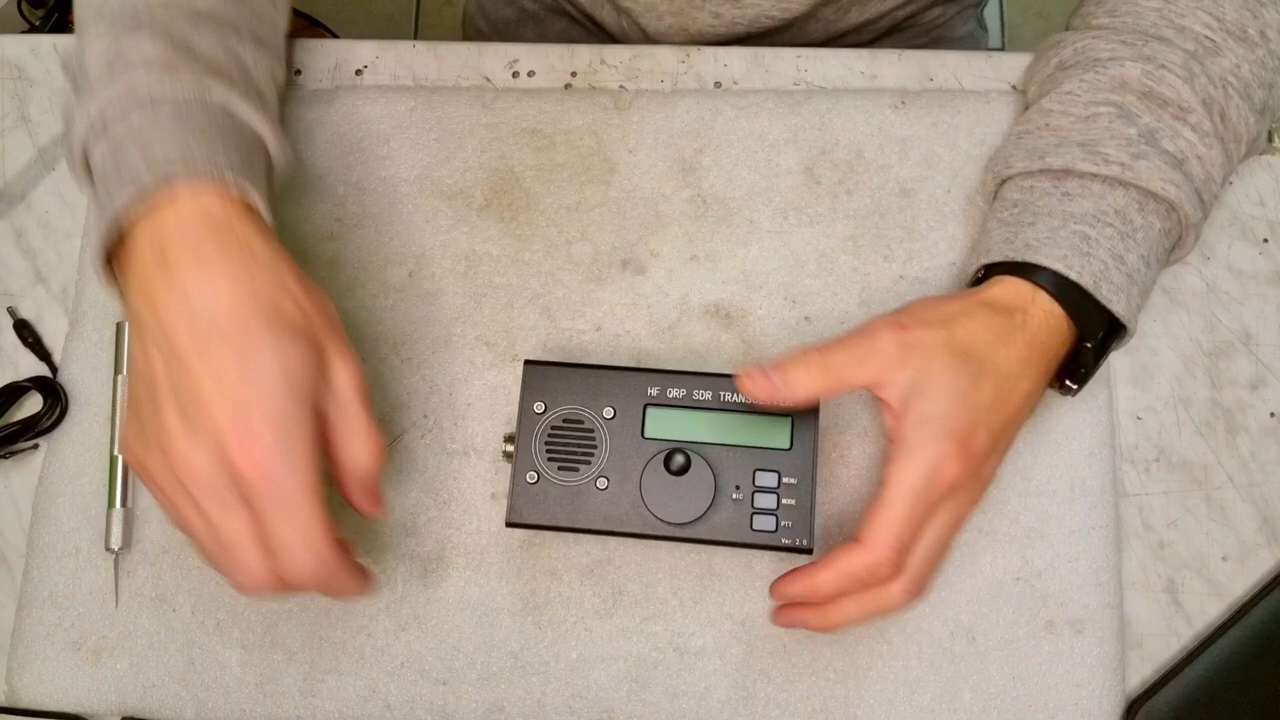 HF QRP SDR TRANSCEIVER
MENU
MIC
MODE
PTT
Ver 2.0